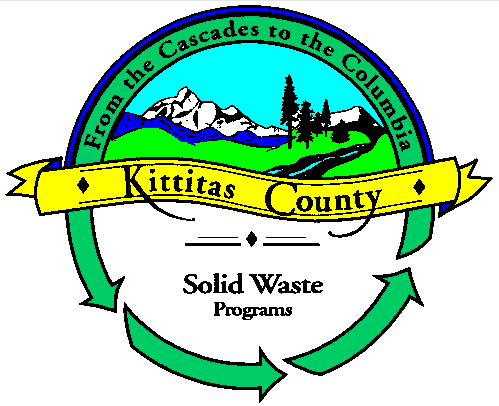 From the Cascades to the Columbia
Kittitas County
Solid Waste
Programs